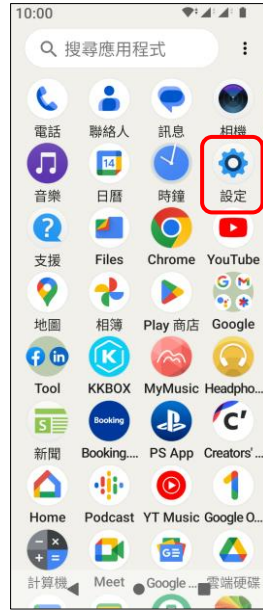 10:00
搜尋應用程式
電話 聯絡人 訊息 相機
14
音樂 日曆 時鐘 設定
支援 Files Chrome YouTube
G M
地圖 相簿 Play 商店 Google
f in K
Tool KKBOX MyMusic Headpho...
Booking C'
新聞 Booking.... PS App Creators' ...
1
Home Podcast YT Music Google O...
GE
計算機 Meet Google ... 雲端硬碟